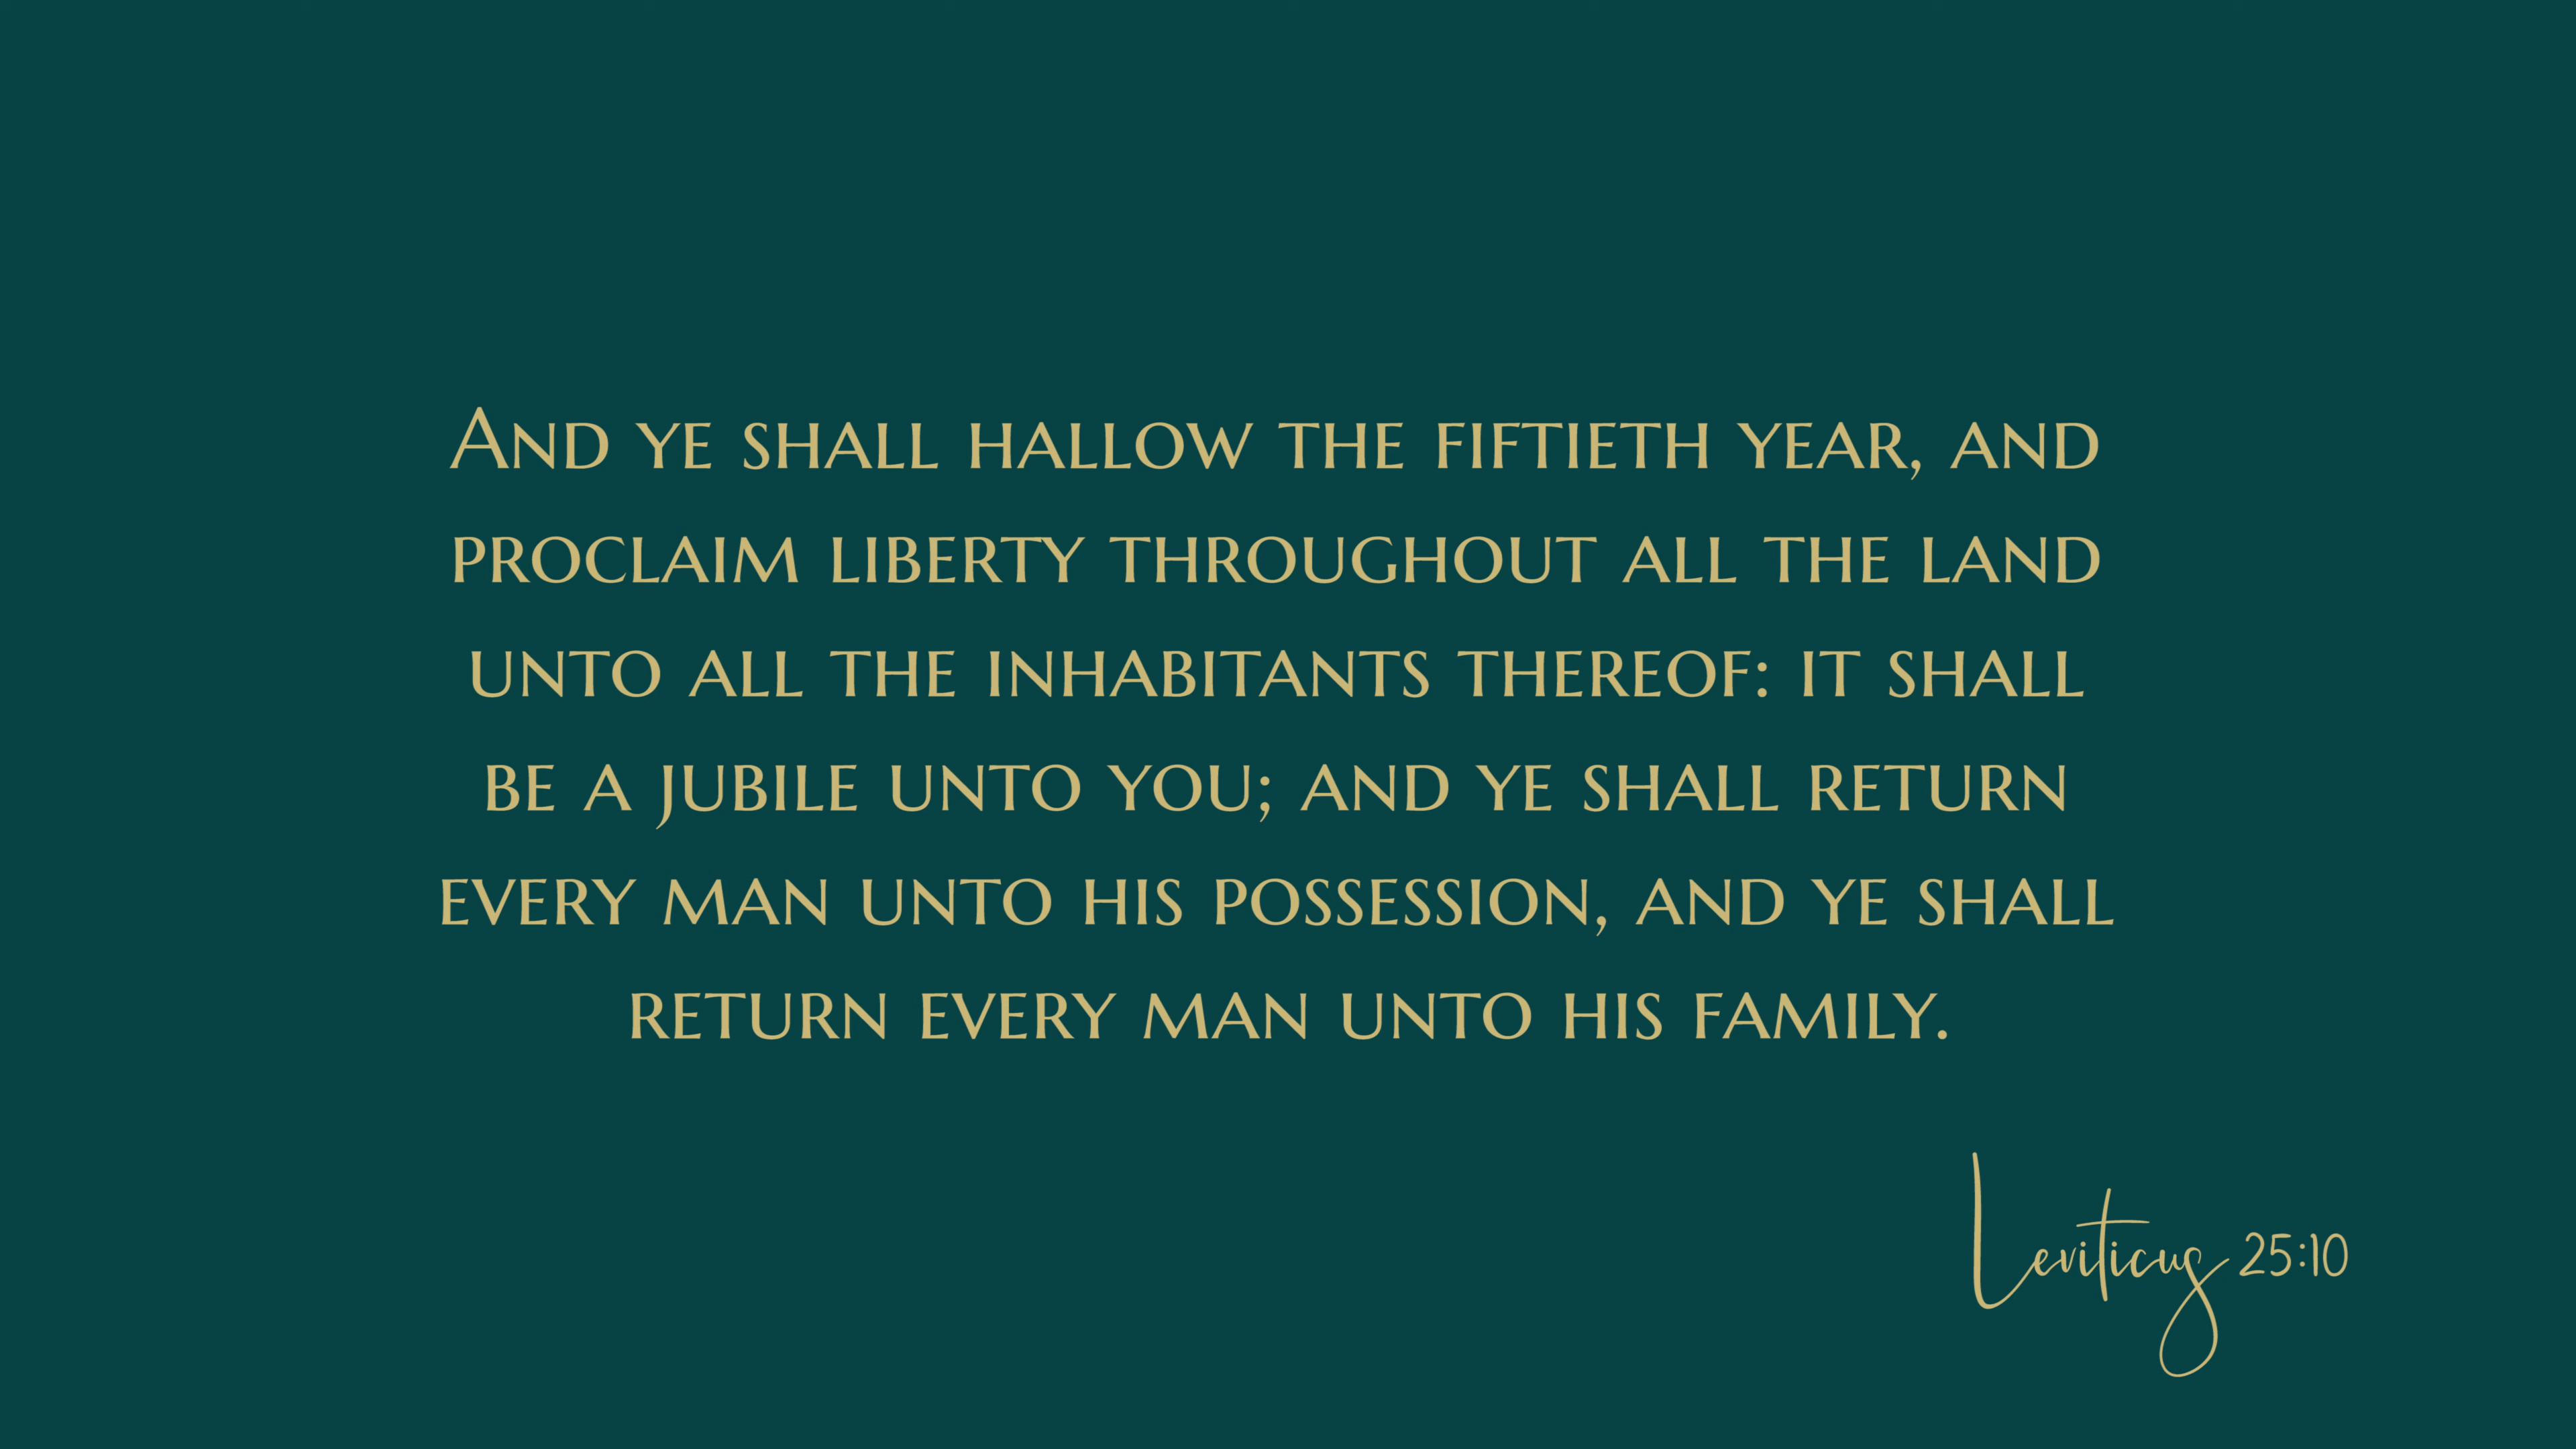 And ye shall hallow the fiftieth year, and
proclaim liberty throughout all the land
unto all the inhabitants thereof: it shall
be a jubile unto you; and ye shall return
every man unto his possession, and ye shall
return every man unto his family.
Leviticus 25:10